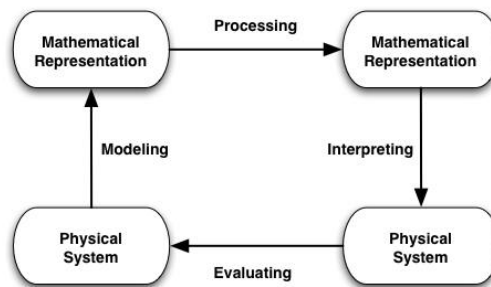 Processing
Mathematical
Representation
Mathematical
Representation
Modeling
Interpreting
Physical
System
Physical
System
Evaluating